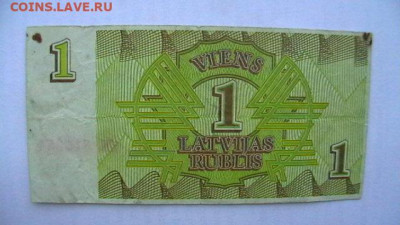 COINS.LAVE.RU
1
VIENS
1
LATVIJAS
RUBLIS
1